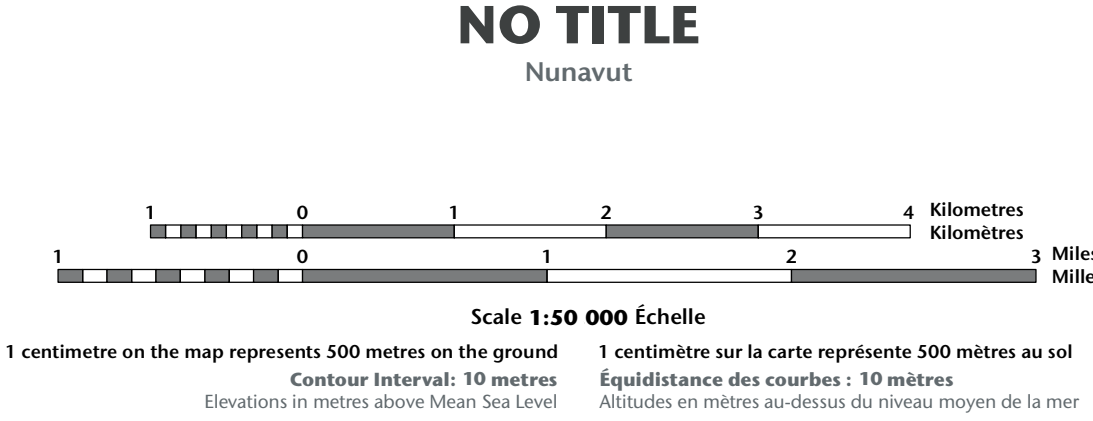 NO TITLE
Nunavut
1 0 1 2 3 4 Kilometres
Kilomètres
1 0 1 2 3 Miles
Mille
Scale 1:50 000 Échelle
1 centimetre on the map represents 500 metres on the ground
1 centimètre sur la carte représente 500 mètres au sol
Contour Interval: 10 metres
Équidistance des courbes : 10 mètres
Elevations in metres above Mean Sea Level
Altitudes en mètres au-dessus du niveau moyen de la mer